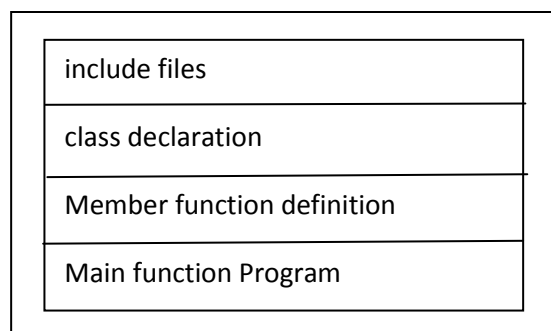 include files
class declaration
Member function definition
Main function Program